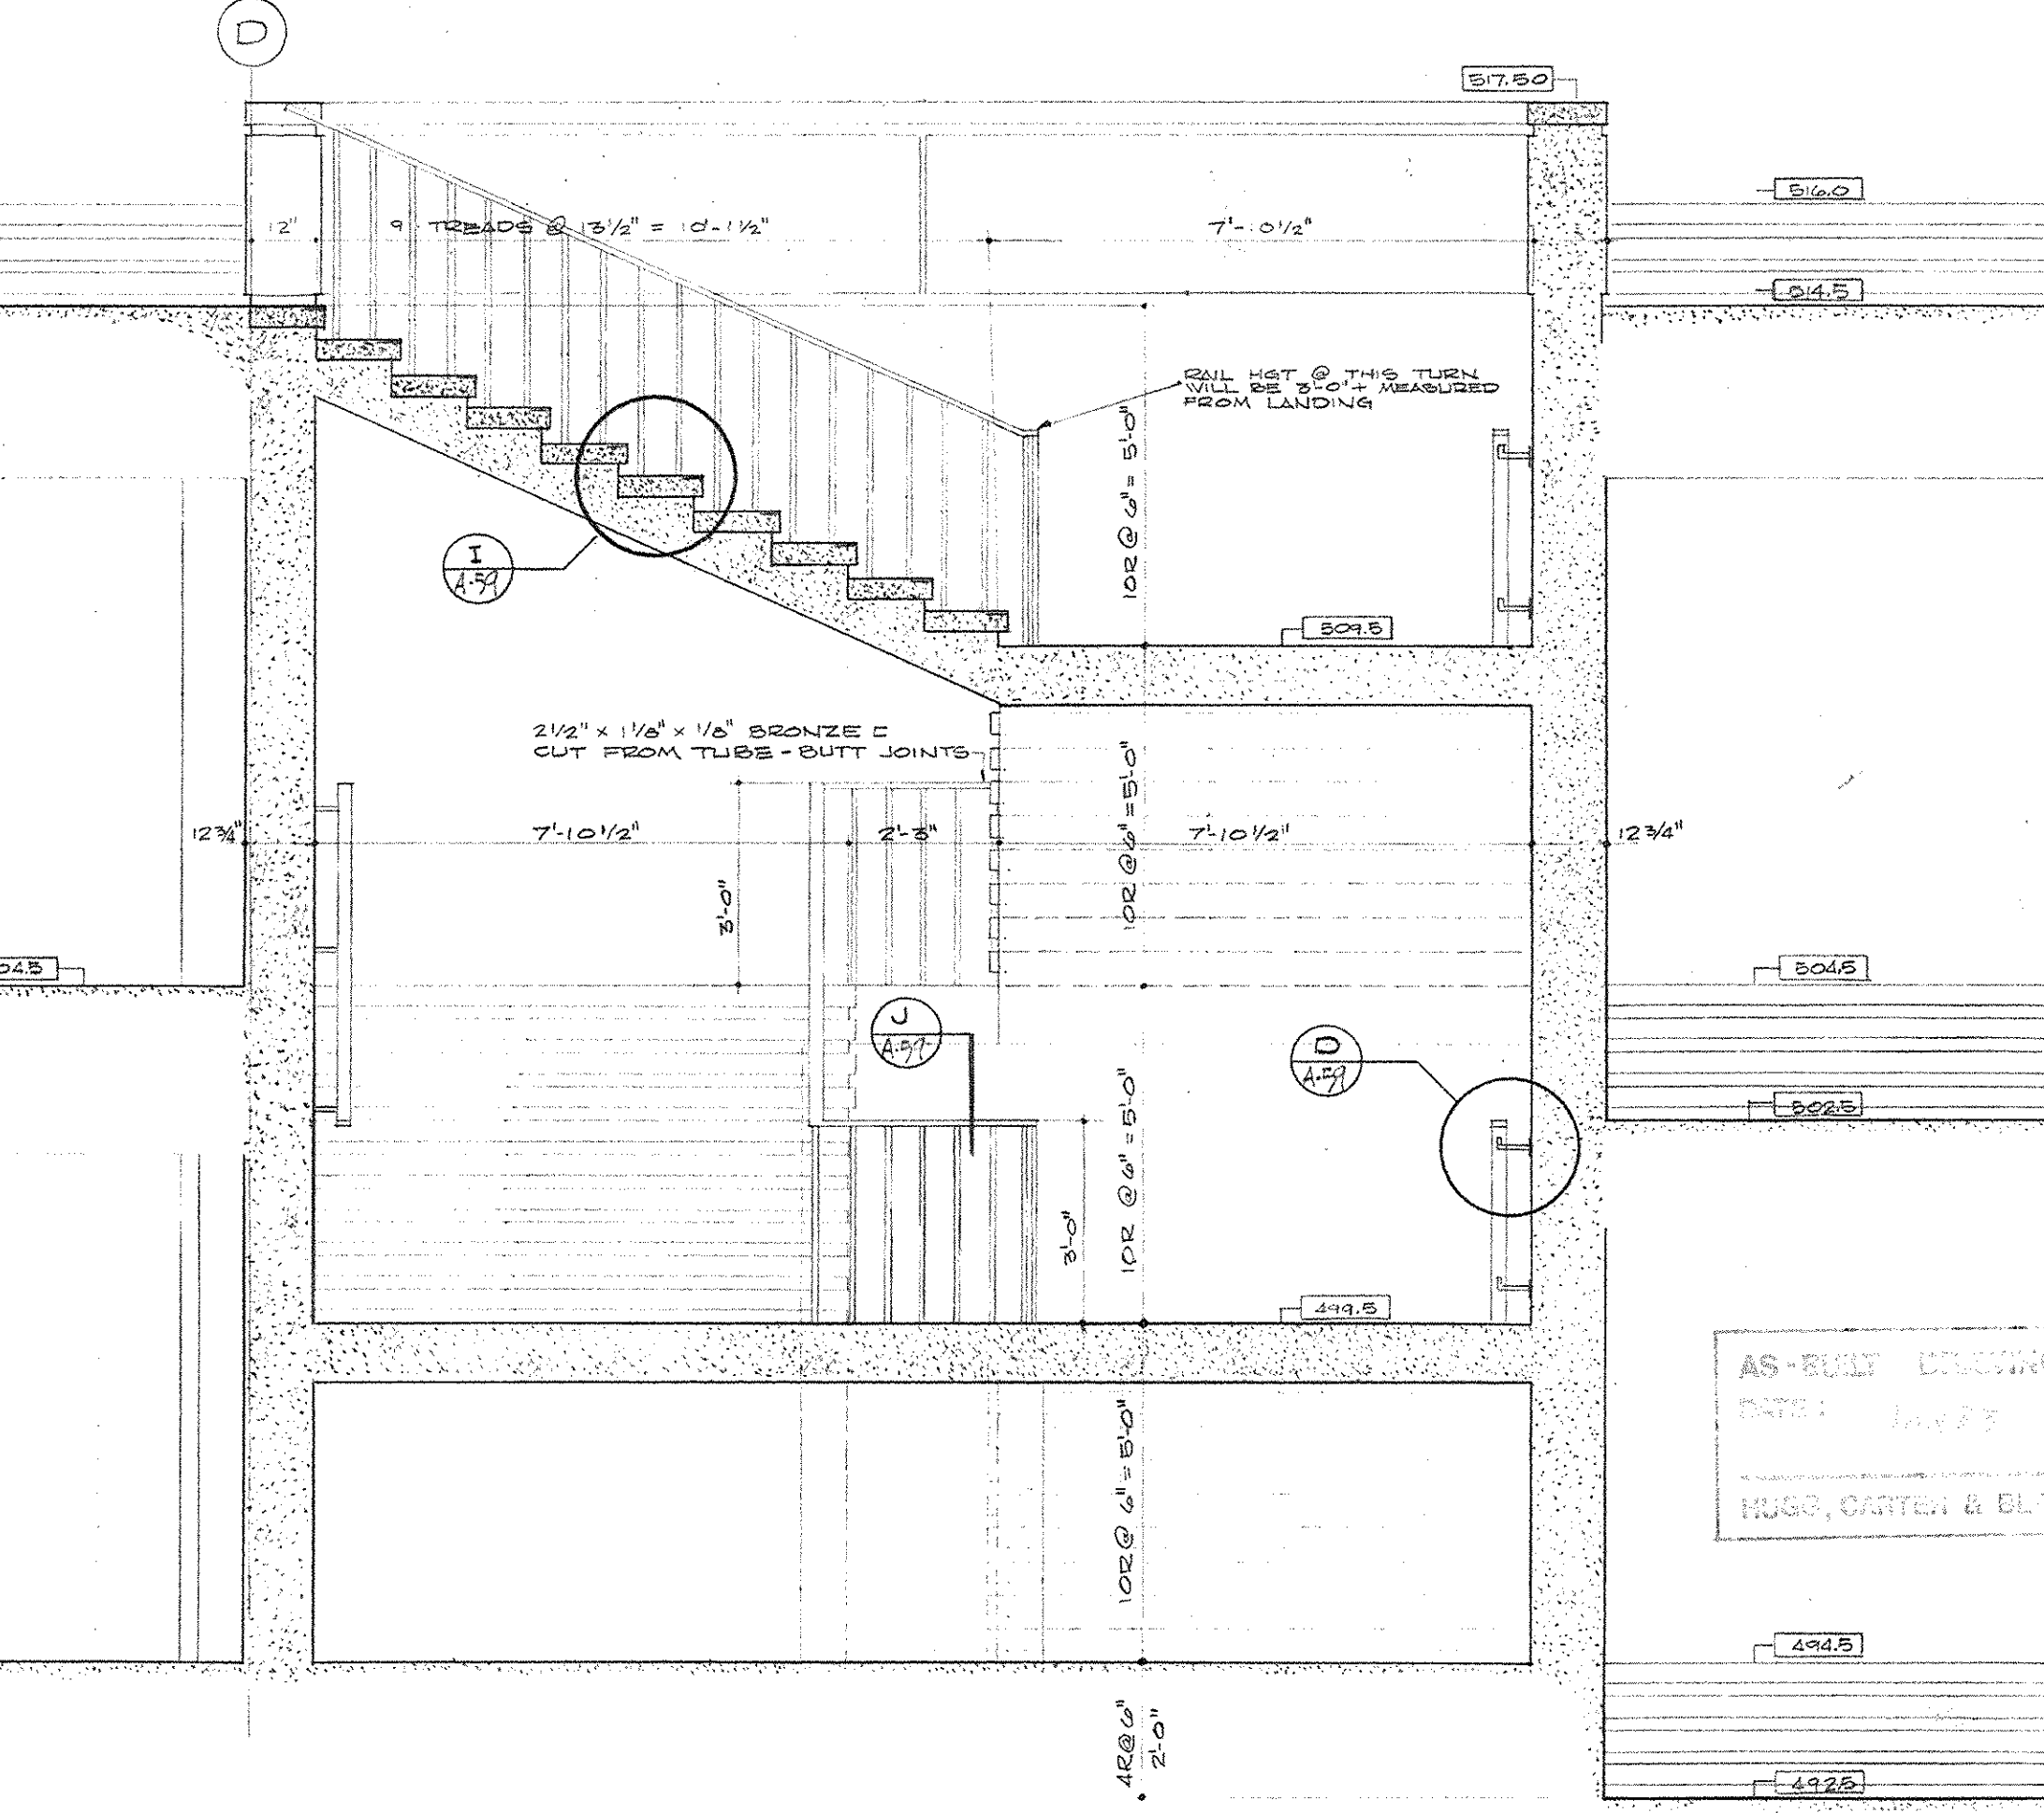 D
517.50
516.0
12"
9 TREADS @ 13½" = 10'-1½"
7'-10½"
514.5
RAIL HGT @ THIS TURN
WILL BE 3'-0"+ MEASURED
FROM LANDING
10R @ 6" = 5'-0"
I
A-59
509.5
2½" x 1⅛" x ⅛" BRONZE ⊏
CUT FROM TUBE - BUTT JOINTS
10R @ 6" = 5'-0"
12¾"
7'-10½"
2'-3"
7'-10½"
12¾"
3'-0"
04.5
504.5
J
A-59
D
A-59
502.5
10R @ 6" = 5'-0"
3'-0"
499.5
AS-BUILT
DATE:
10R @ 6" = 5'-0"
494.5
4R @ 6"
2'-0"
492.5